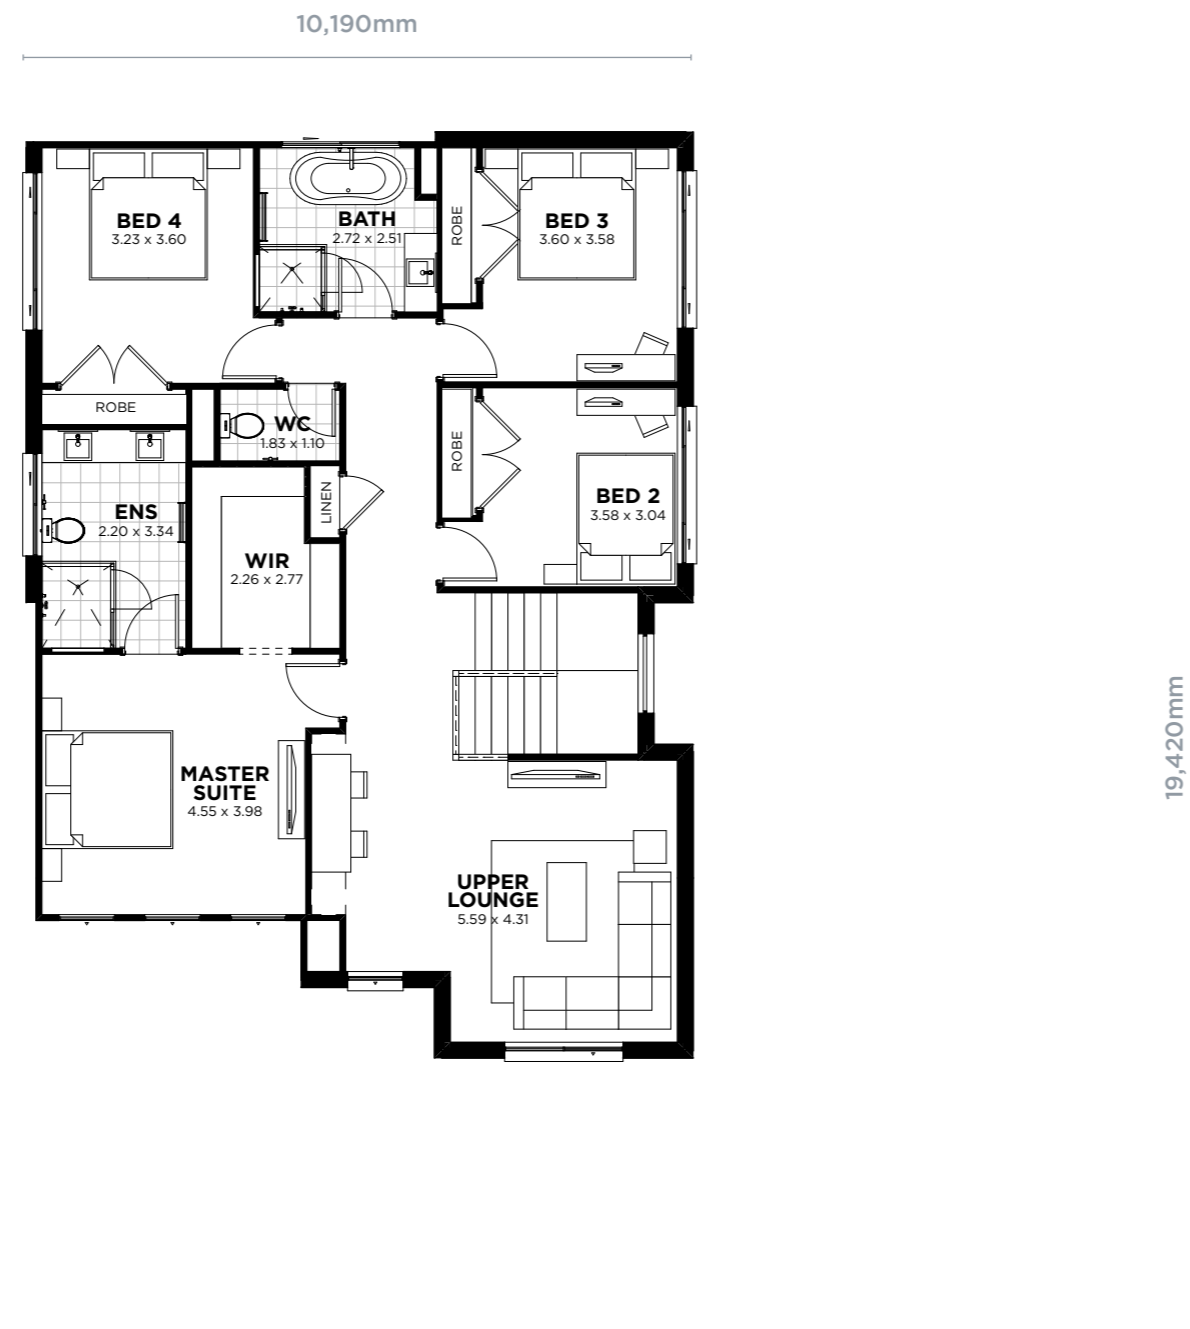 10,190mm
BED 4
3.23 x 3.60
BATH
2.72 x 2.51
ROBE
BED 3
3.60 x 3.58
ROBE
WC
1.83 x 1.10
ROBE
LINEN
BED 2
3.58 x 3.04
ENS
2.20 x 3.34
WIR
2.26 x 2.77
MASTER
SUITE
4.55 x 3.98
UPPER
LOUNGE
5.59 x 4.31
19,420mm